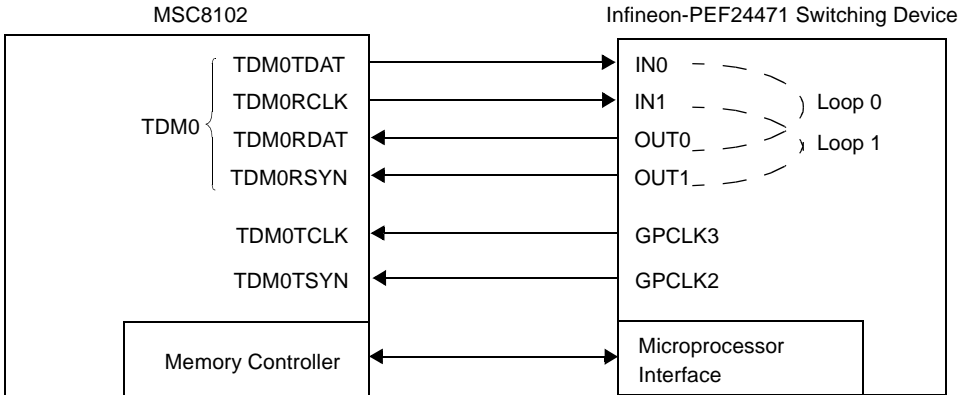 MSC8102
Infineon-PEF24471 Switching Device
TDM0
TDM0TDAT
TDM0RCLK
TDM0RDAT
TDM0RSYN
TDM0TCLK
TDM0TSYN
IN0
IN1
OUT0
OUT1
GPCLK3
GPCLK2
Loop 0
Loop 1
Memory Controller
Microprocessor
Interface